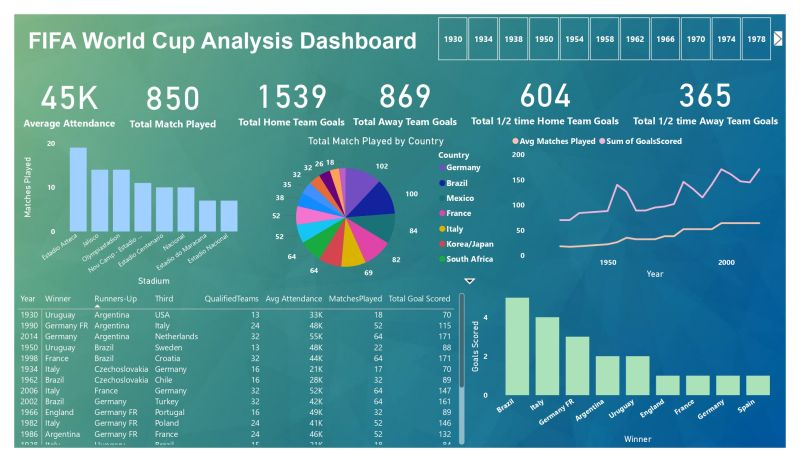 FIFA World Cup Analysis Dashboard
1930 1934 1938 1950 1954 1958 1962 1966 1970 1974 1978
45K 850 1539 869 604 365
Average Attendance Total Match Played Total Home Team Goals Total Away Team Goals Total 1/2 time Home Team Goals Total 1/2 time Away Team Goals
Matches Played
20
10
0
Estadio Azteca
Jalisco
Olympiastadion
Nou Camp - Estadio ...
Estadio Centenario
Nacional
Estadio do Maracana
Estadio Nacional
Stadium
Total Match Played by Country
102
100
84
82
69
64
64
52
52
38
35
32
32
26
18
Country
Germany
Brazil
Mexico
France
Italy
Korea/Japan
South Africa
Avg Matches Played Sum of GoalsScored
200
150
100
50
0
1950 2000
Year
Year Winner Runners-Up Third QualifiedTeams Avg Attendance MatchesPlayed Total Goal Scored
1930 Uruguay Argentina USA 13 33K 18 70
1990 Germany FR Argentina Italy 24 48K 52 115
2014 Germany Argentina Netherlands 32 55K 64 171
1950 Uruguay Brazil Sweden 13 48K 22 88
1998 France Brazil Croatia 32 44K 64 171
1934 Italy Czechoslovakia Germany 16 21K 17 70
1962 Brazil Czechoslovakia Chile 16 28K 32 89
2006 Italy France Germany 32 52K 64 147
2002 Brazil Germany Turkey 32 42K 64 161
1966 England Germany FR Portugal 16 49K 32 89
1982 Italy Germany FR Poland 24 41K 52 146
1986 Argentina Germany FR France 24 46K 52 132
1938 Italy Hungary Brazil 15 21K 18 84
Goals Scored
4
2
0
Brazil
Italy
Germany FR
Argentina
Uruguay
England
France
Germany
Spain
Winner